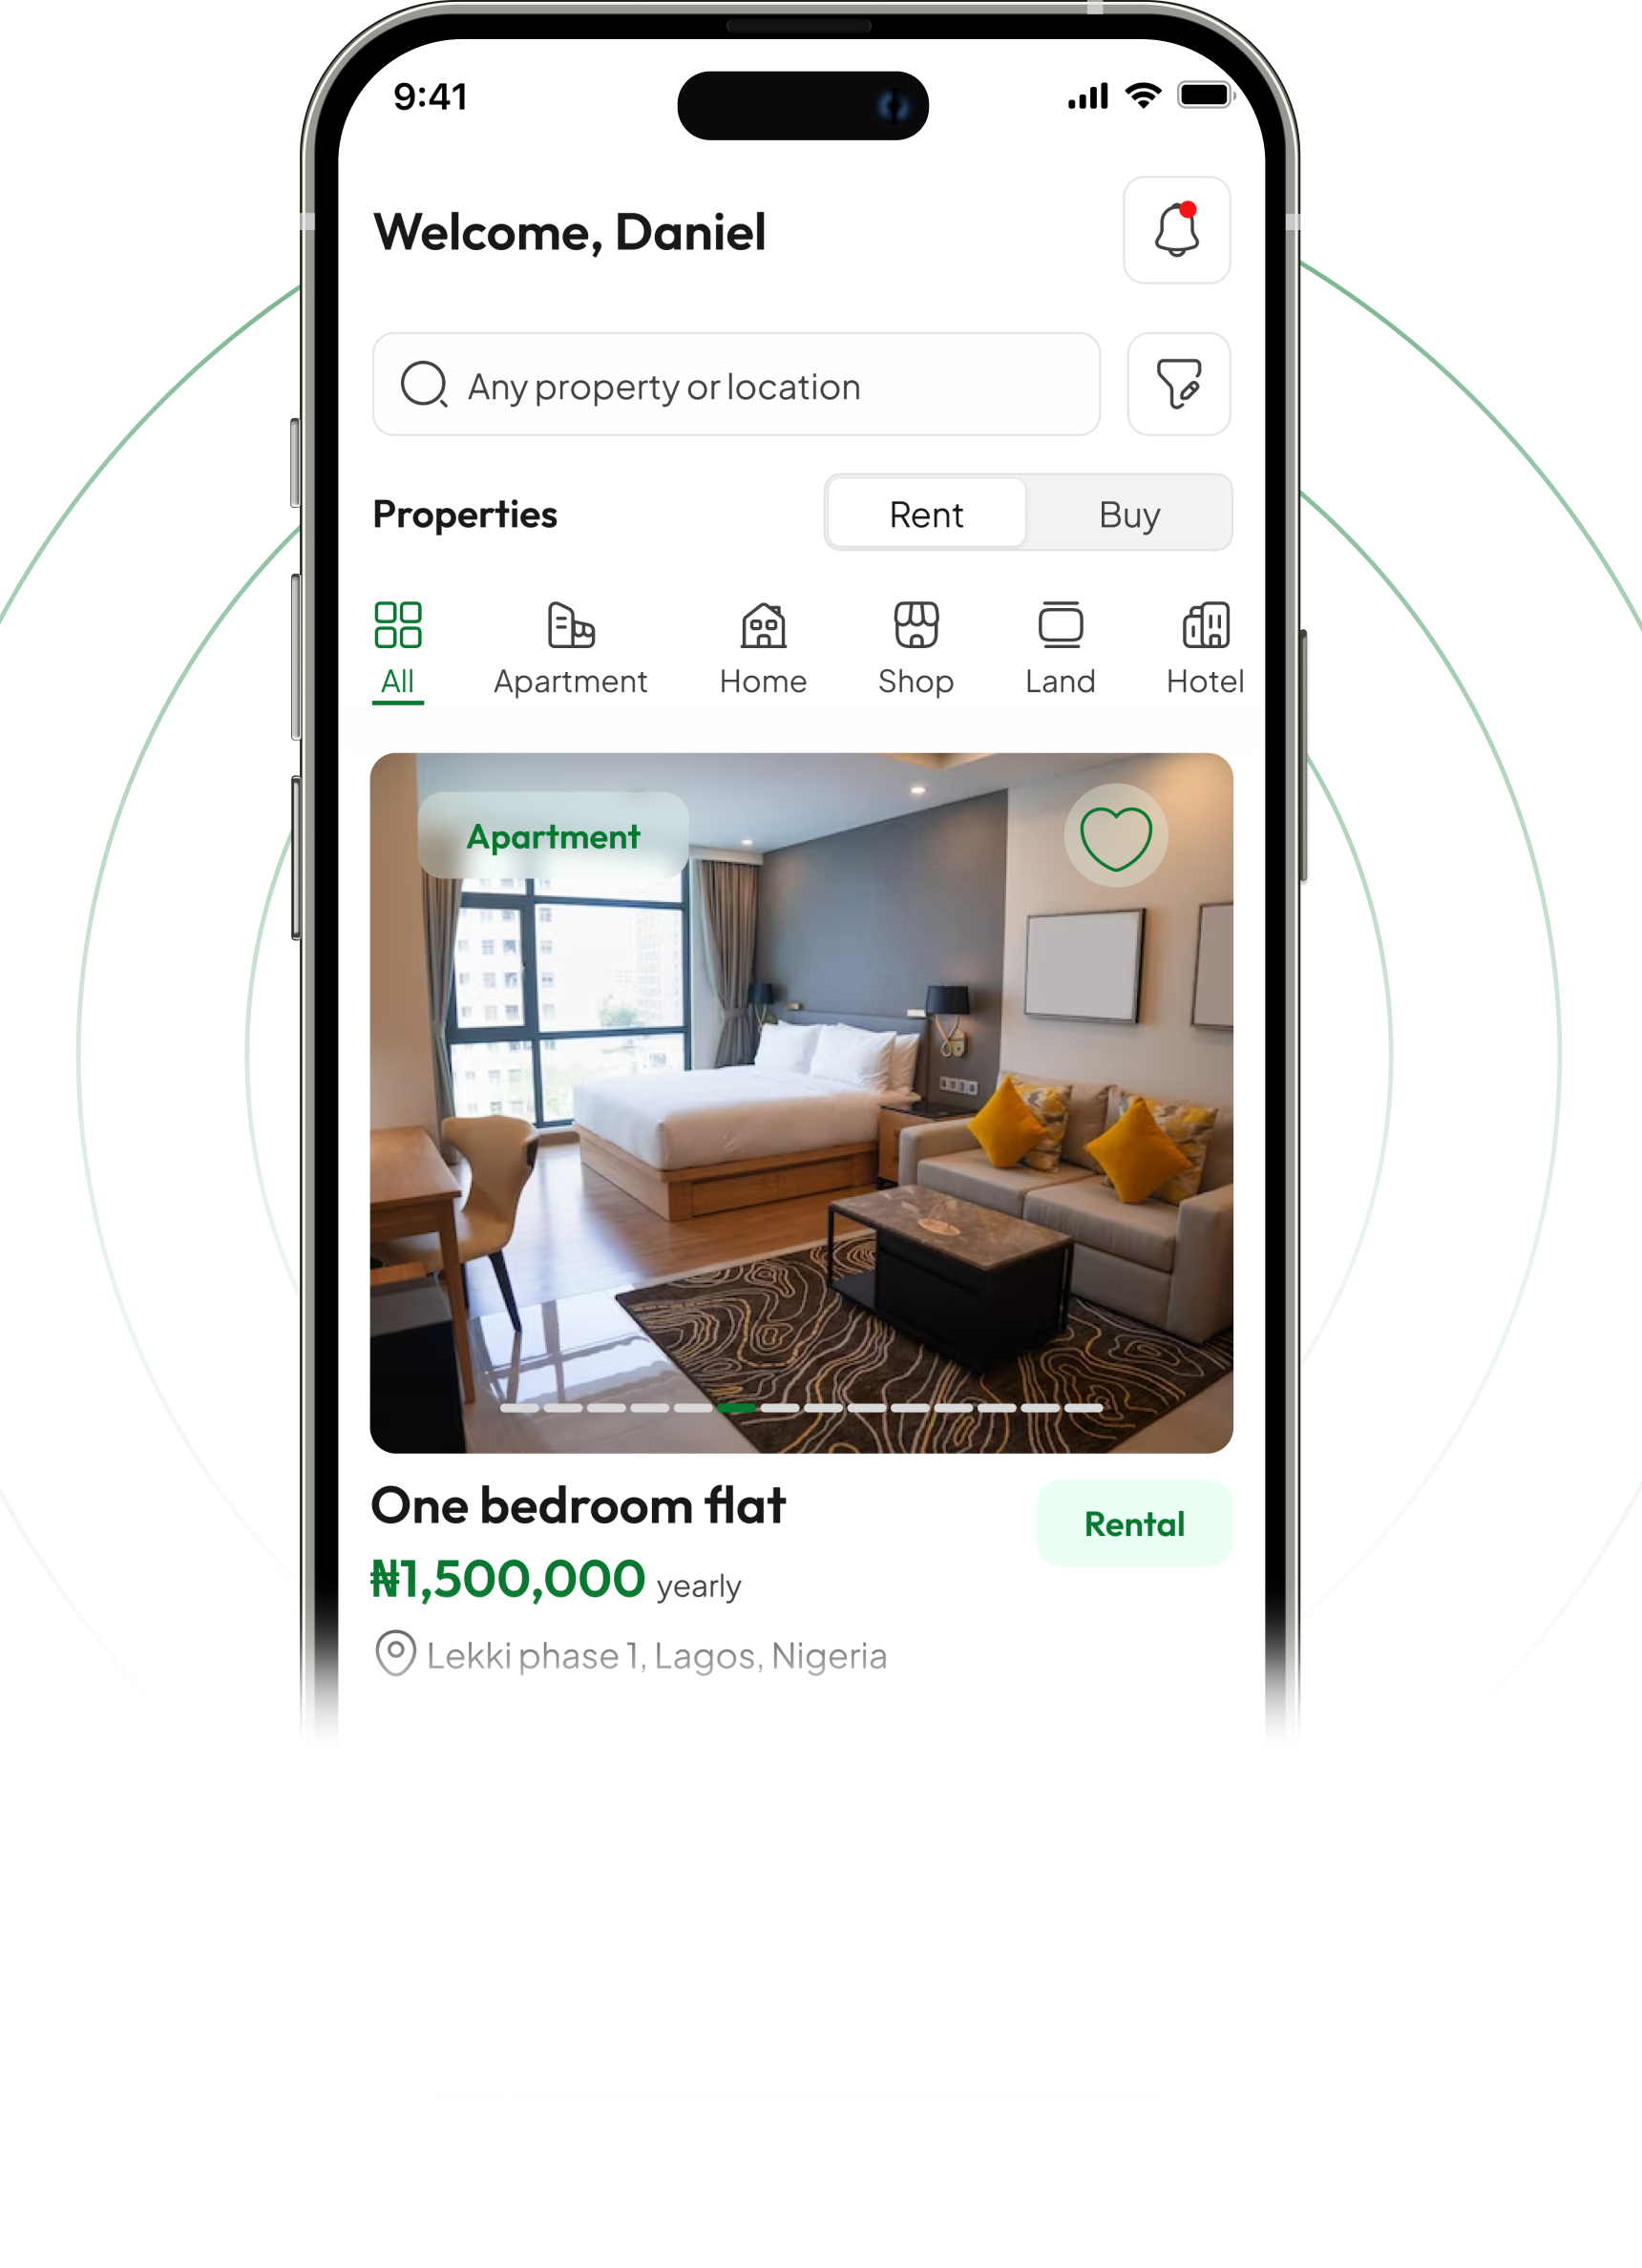 9:41
Welcome, Daniel
Any property or location
Properties
Rent Buy
All Apartment Home Shop Land Hotel
Apartment
One bedroom flat
Rental
₦1,500,000 yearly
Lekki phase 1, Lagos, Nigeria